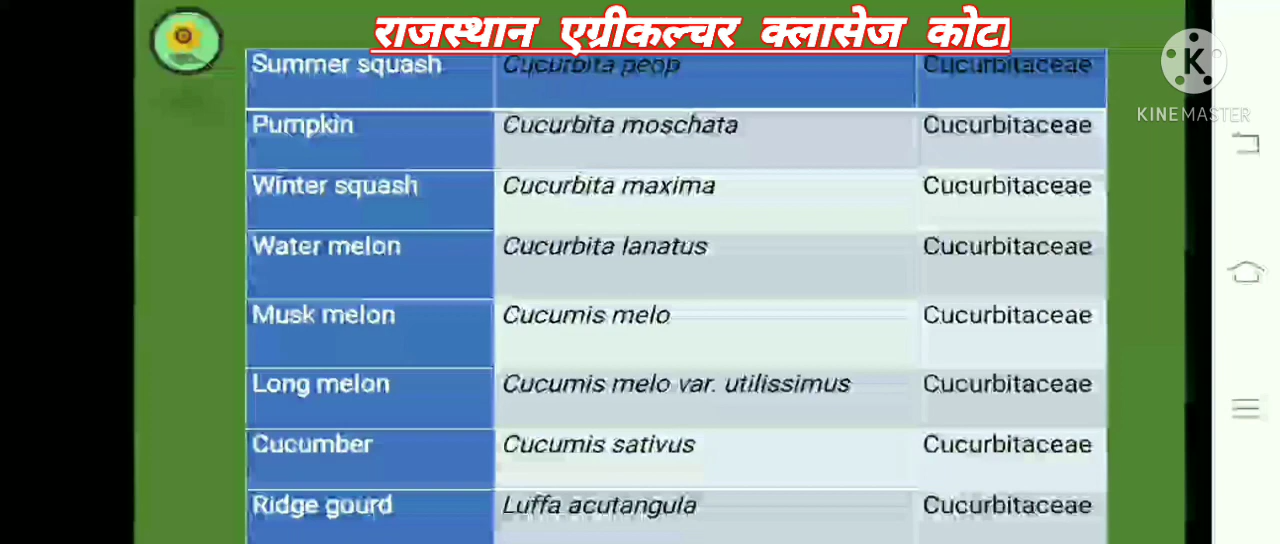 राजस्थान एग्रीकल्चर क्लासेज कोटा
Summer squash Cucurbita peop Cucurbitaceae
KINEMASTER
Pumpkin Cucurbita moschata Cucurbitaceae
Winter squash Cucurbita maxima Cucurbitaceae
Water melon Cucurbita lanatus Cucurbitaceae
Musk melon Cucumis melo Cucurbitaceae
Long melon Cucumis melo var. utilissimus Cucurbitaceae
Cucumber Cucumis sativus Cucurbitaceae
Ridge gourd Luffa acutangula Cucurbitaceae